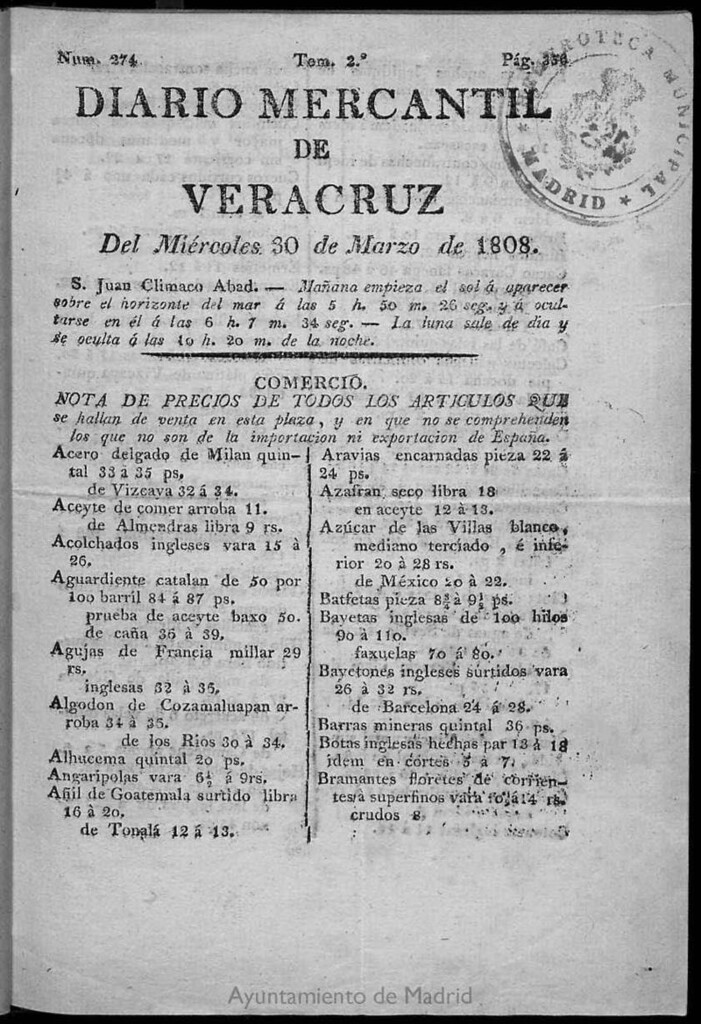 Num. 274.
Tom. 2.º
Pág.
DIARIO MERCANTIL
DE
VERACRUZ
Del Miércoles 30 de Marzo de 1808.
S. Juan Climaco Abad. — Mañana empieza el sol á aparecer
sobre el horizonte del mar á las 5 h. 50 m. 26 seg. y á ocul-
tarse en él á las 6 h. 7 m. 34 seg. — La luna sale de dia y
se oculta á las 10 h. 20 m. de la noche.
COMERCIO.
NOTA DE PRECIOS DE TODOS LOS ARTICULOS QUE
se hallan de venta en esta plaza, y en que no se comprehenden
los que no son de la importacion ni exportacion de España.
Acero delgado de Milan quin-
tal 33 á 35 ps.
de Vizcaya 32 á 34.
Aceyte de comer arroba 11.
de Almendras libra 9 rs.
Acolchados ingleses vara 15 à
26.
Aguardiente catalan de 50 por
100 barril 84 á 87 ps.
prueba de aceyte baxo 50.
de caña 36 à 39.
Agujas de Francia millar 29
rs.
inglesas 32 à 35.
Algodon de Cozamaluapan ar-
roba 34 à 35.
de los Rios 30 à 34.
Alhucema quintal 20 ps.
Angaripolas vara 6½ á 9rs.
Añil de Goatemala surtido libra
16 à 20.
de Tonalá 12 á 13.
Aravias encarnadas pieza 22 á
24 ps.
Azafran seco libra 18
en aceyte 12 à 13.
Azúcar de las Villas blanco,
mediano terciado, é infe-
rior 20 à 28 rs.
de México 20 à 22.
Batfetas pieza à 9½ ps.
Bayetas inglesas de 100 hilos
90 à 110.
faxuelas 70 á 80.
Bayetones ingleses surtidos vara
26 à 32 rs.
de Barcelona 24 á 28.
Barras mineras quintal 36 ps.
Botas inglesas hechas par 13 à 18
idem en cortes 5 à 7.
Bramantes floretes de corrien-
tes à superfinos vara 10 á 14 rs.
crudos 8
HEMEROTECA MUNICIPAL
★ MADRID ★
Ayuntamiento de Madrid